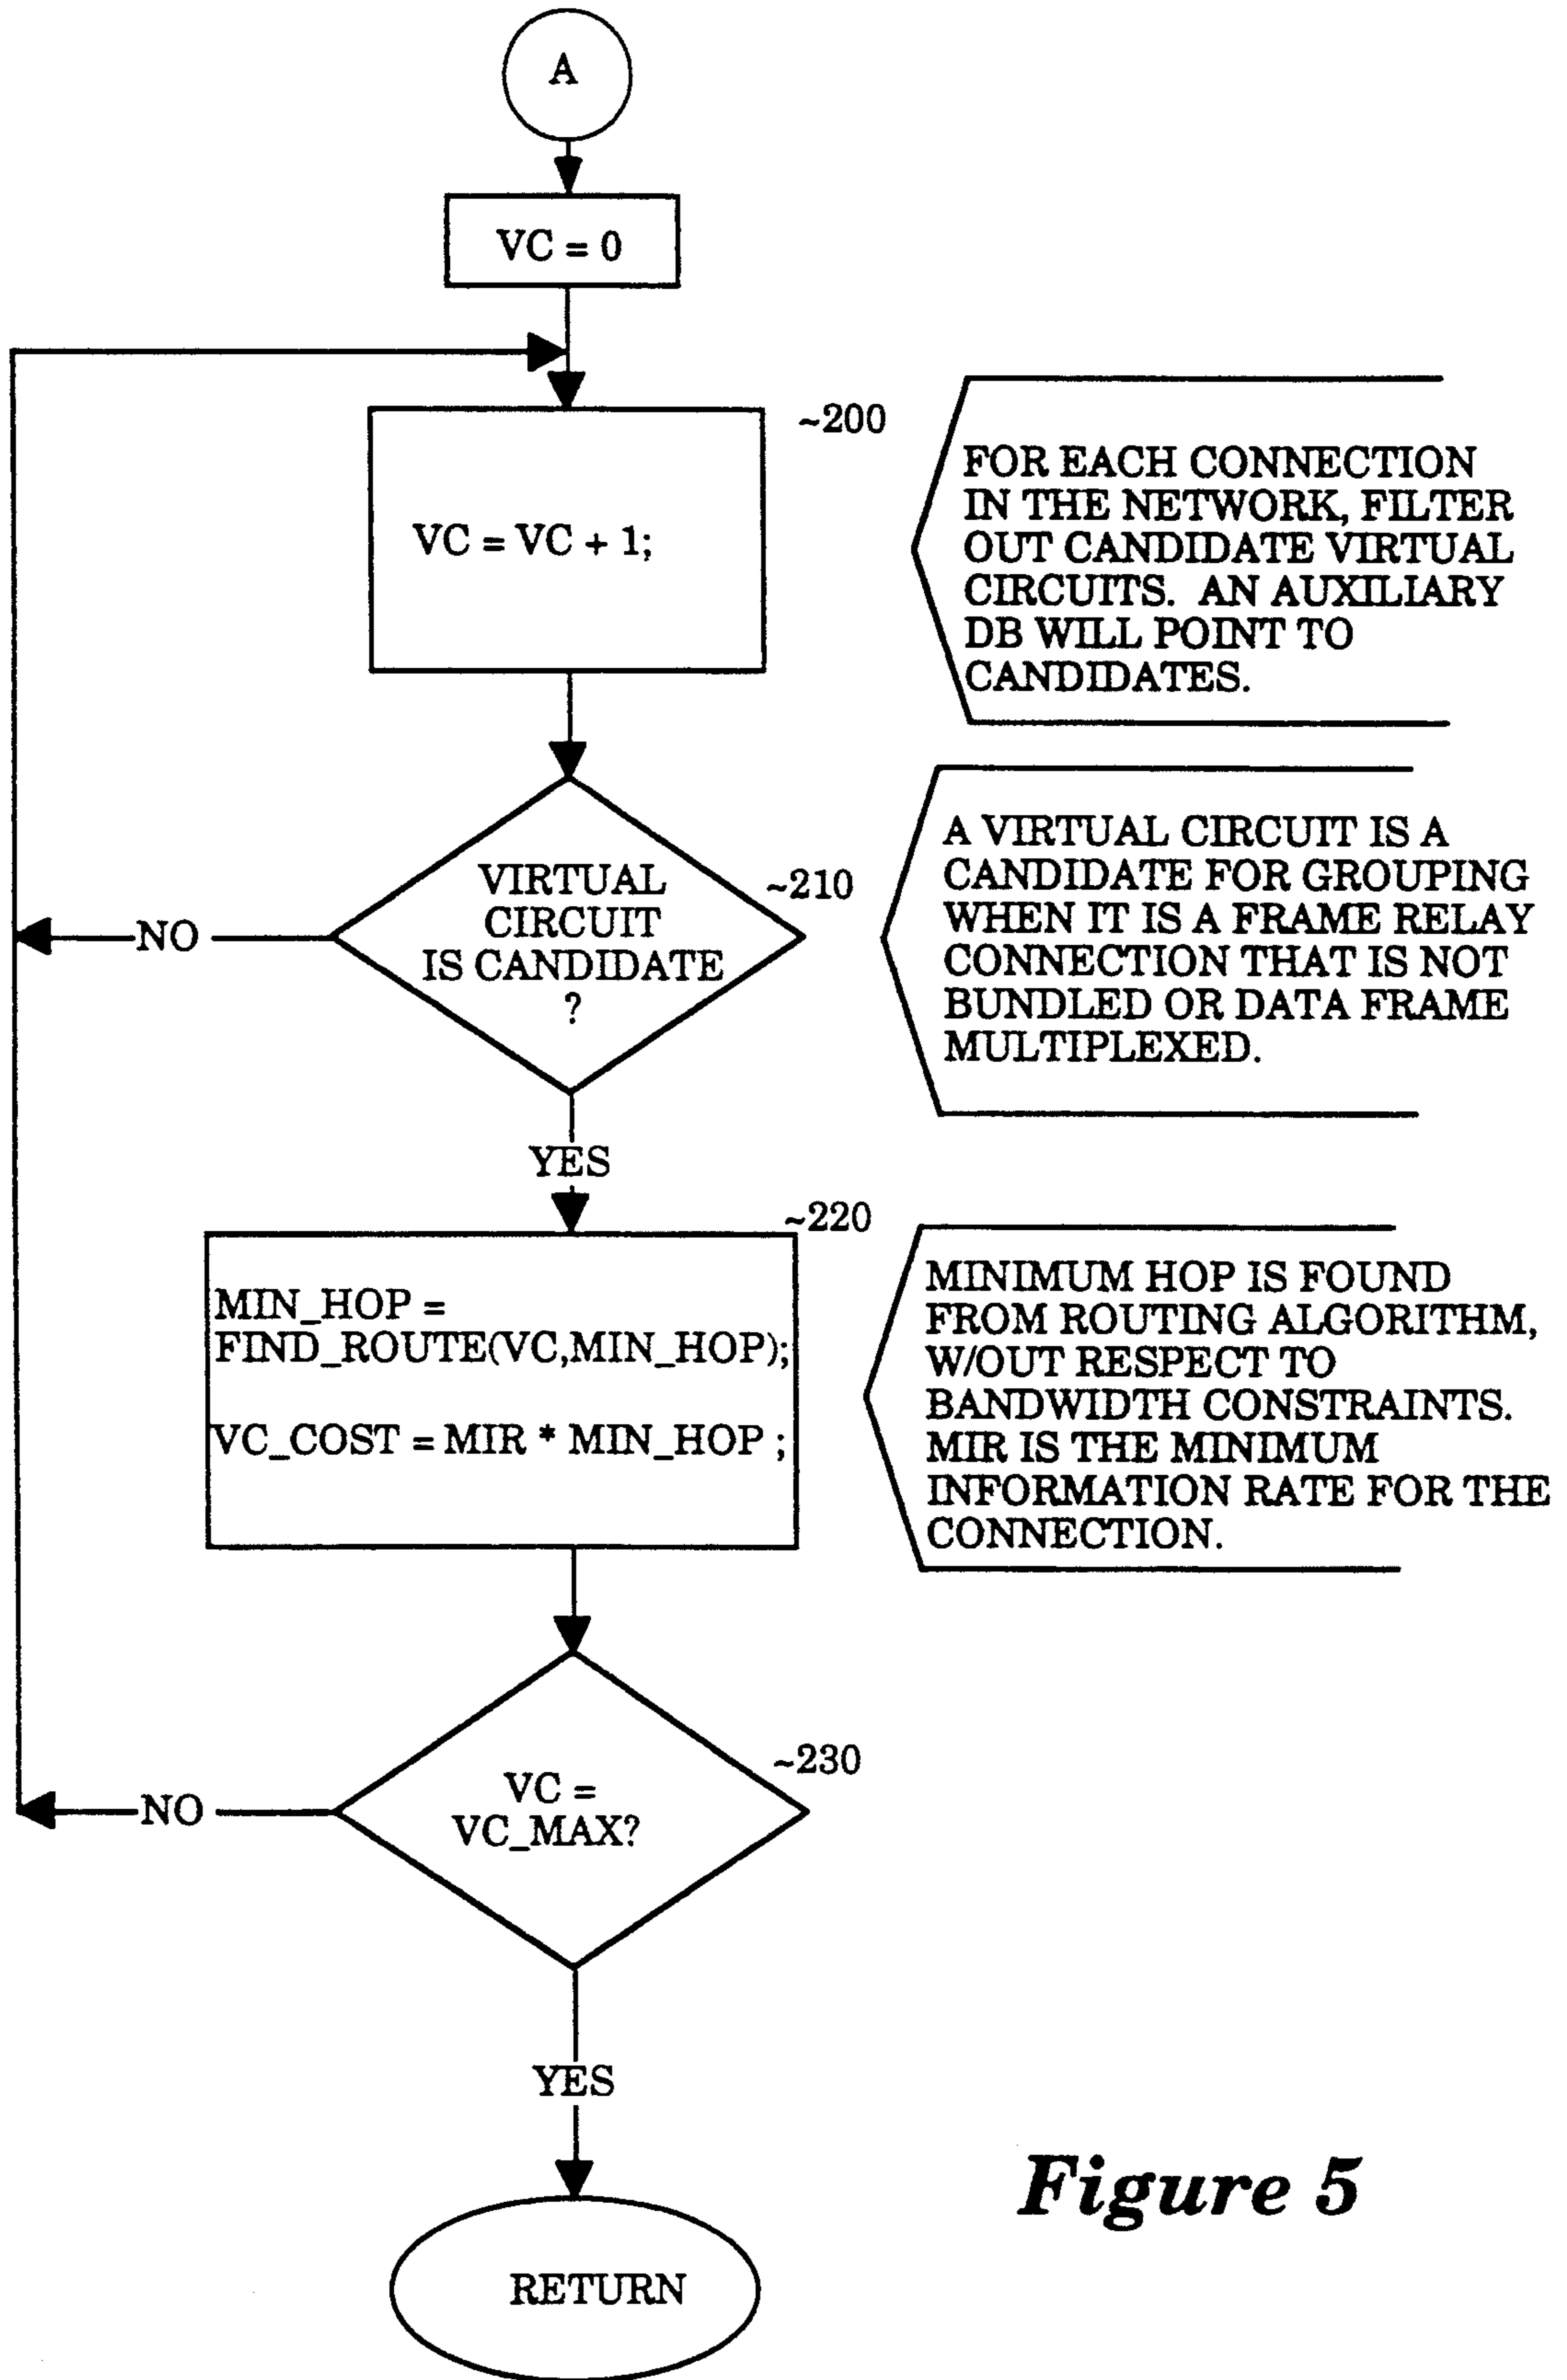 A
VC = 0
~200
VC = VC + 1;
FOR EACH CONNECTION
IN THE NETWORK, FILTER
OUT CANDIDATE VIRTUAL
CIRCUITS. AN AUXILIARY
DB WILL POINT TO
CANDIDATES.
~210
VIRTUAL
CIRCUIT
IS CANDIDATE
?
NO
A VIRTUAL CIRCUIT IS A
CANDIDATE FOR GROUPING
WHEN IT IS A FRAME RELAY
CONNECTION THAT IS NOT
BUNDLED OR DATA FRAME
MULTIPLEXED.
YES
~220
MIN_HOP =
FIND_ROUTE(VC,MIN_HOP);
VC_COST = MIR * MIN_HOP ;
MINIMUM HOP IS FOUND
FROM ROUTING ALGORITHM,
W/OUT RESPECT TO
BANDWIDTH CONSTRAINTS.
MIR IS THE MINIMUM
INFORMATION RATE FOR THE
CONNECTION.
~230
VC =
VC_MAX?
NO
YES
RETURN
Figure 5